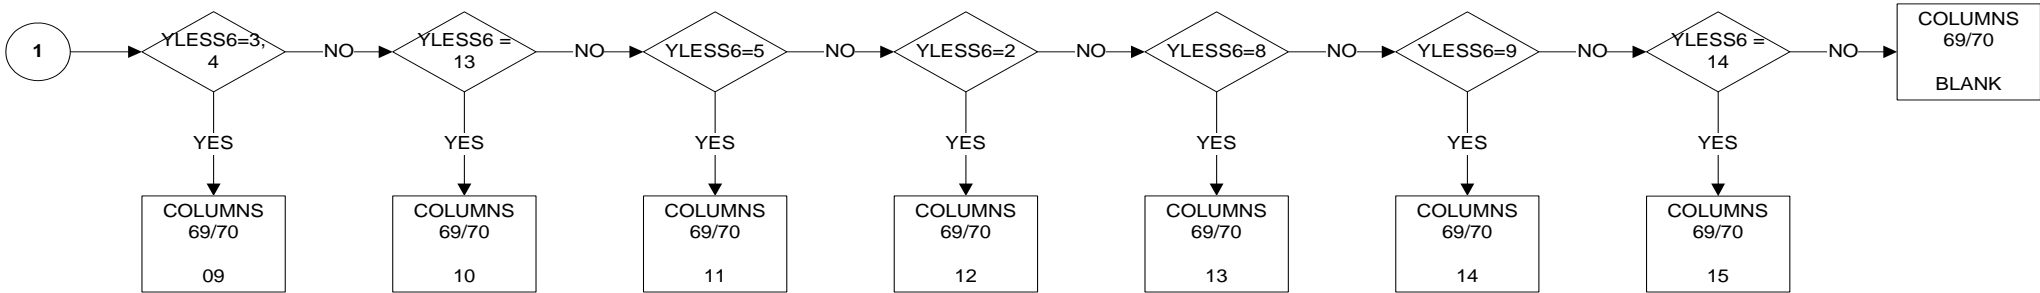 1
YLESS6=3,
4
NO
YLESS6 =
13
NO
YLESS6=5
NO
YLESS6=2
NO
YLESS6=8
NO
YLESS6=9
NO
YLESS6 =
14
NO
COLUMNS
69/70
BLANK
YES
YES
YES
YES
YES
YES
YES
COLUMNS
69/70
09
COLUMNS
69/70
10
COLUMNS
69/70
11
COLUMNS
69/70
12
COLUMNS
69/70
13
COLUMNS
69/70
14
COLUMNS
69/70
15